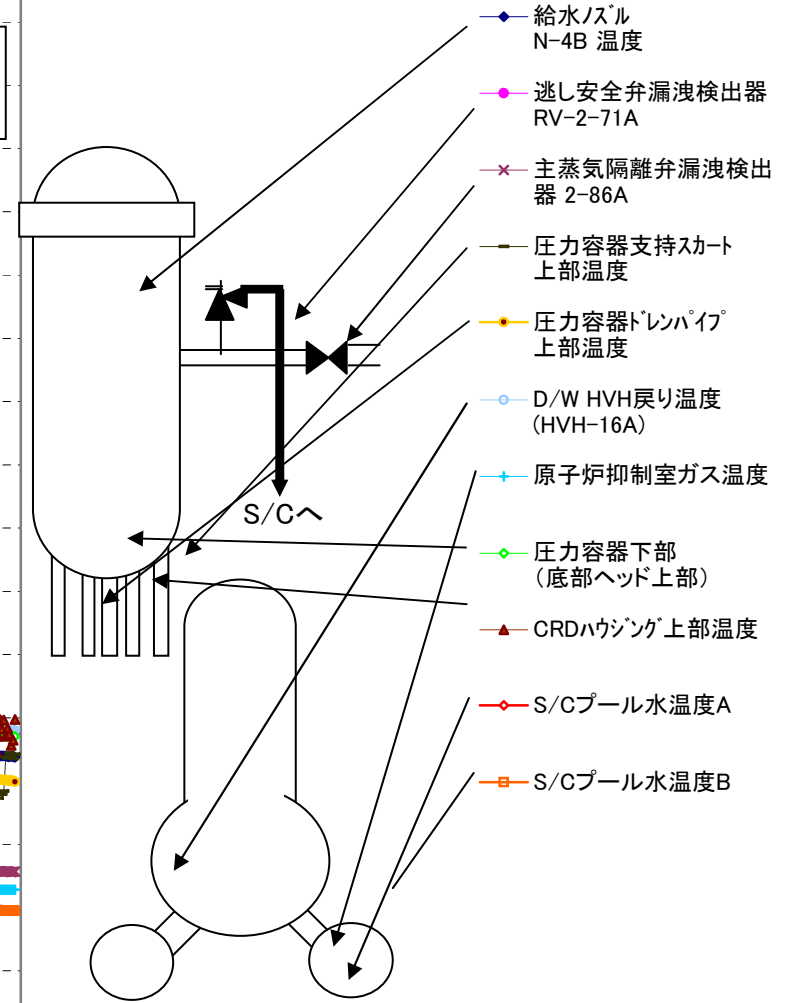 給水ノズル
N-4B 温度
逃し安全弁漏洩検出器
RV-2-71A
主蒸気隔離弁漏洩検出
器 2-86A
圧力容器支持スカート
上部温度
圧力容器ドレンパイプ
上部温度
D/W HVH戻り温度
(HVH-16A)
原子炉抑制室ガス温度
S/Cへ
圧力容器下部
(底部ヘッド上部)
CRDハウジング上部温度
S/Cプール水温度A
S/Cプール水温度B